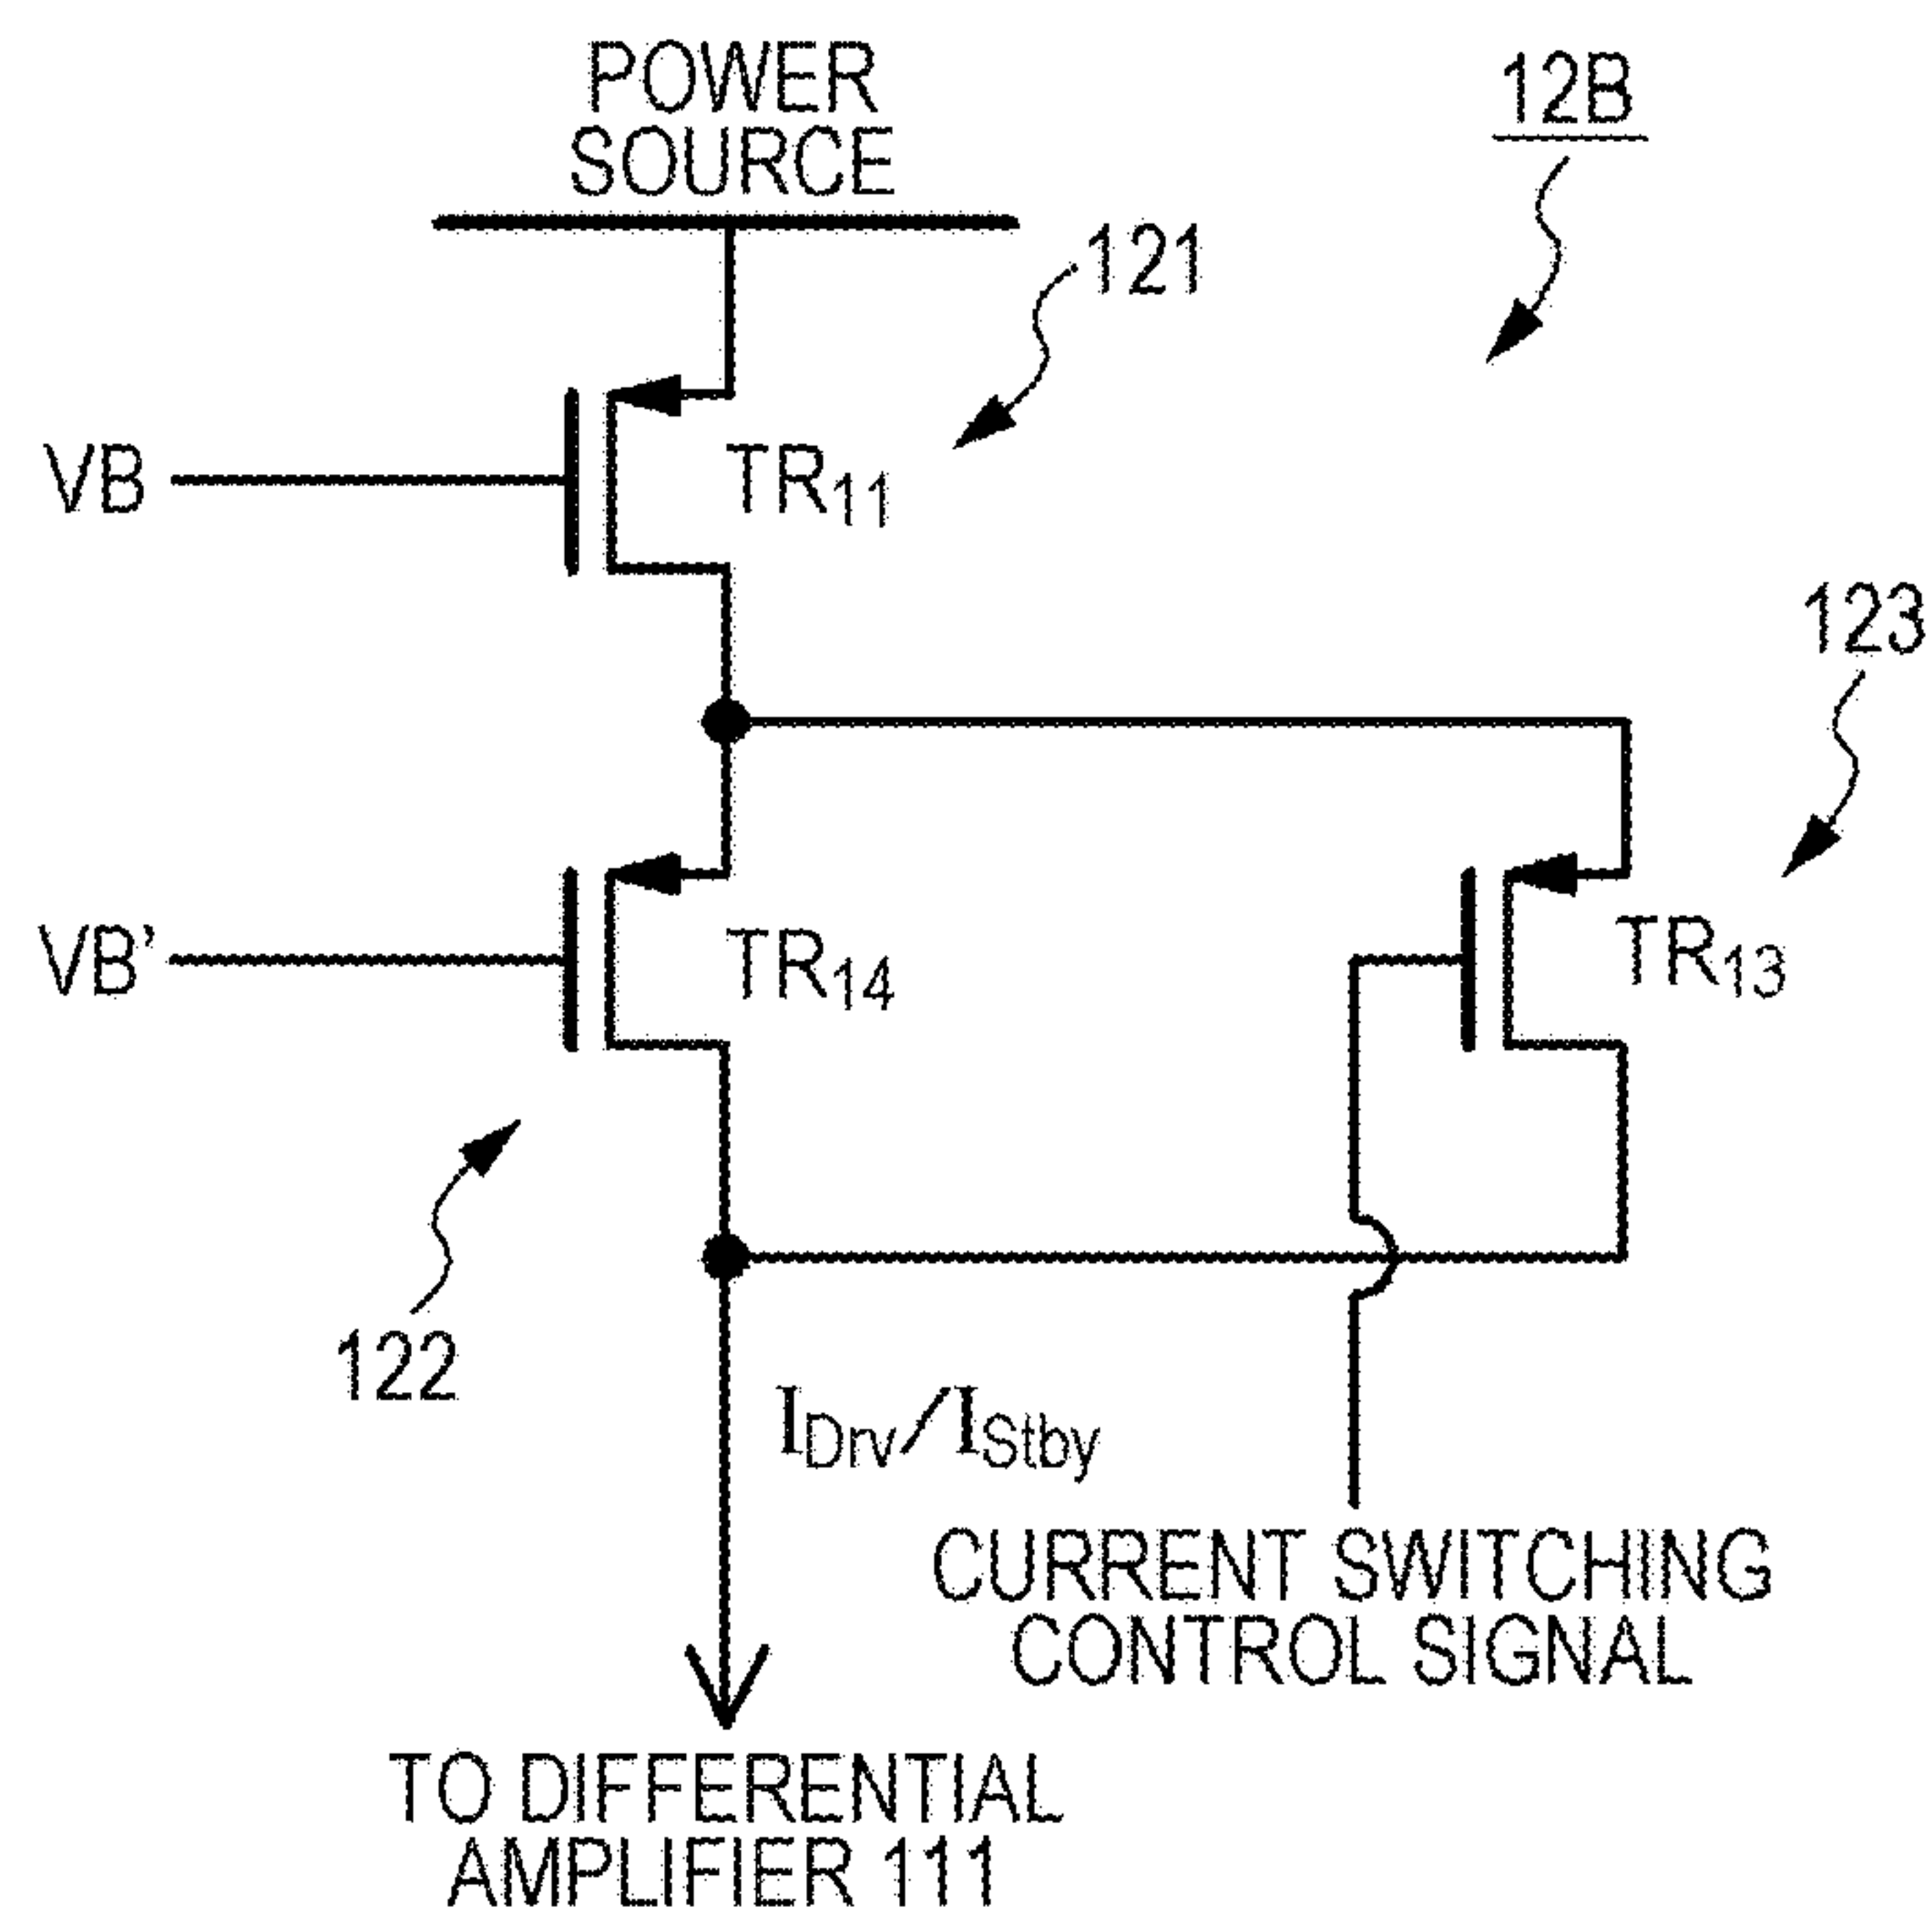 POWER
SOURCE
12B
121
VB
TR11
123
VB'
TR14
TR13
122
IDrv/IStby
CURRENT SWITCHING
CONTROL SIGNAL
TO DIFFERENTIAL
AMPLIFIER 111